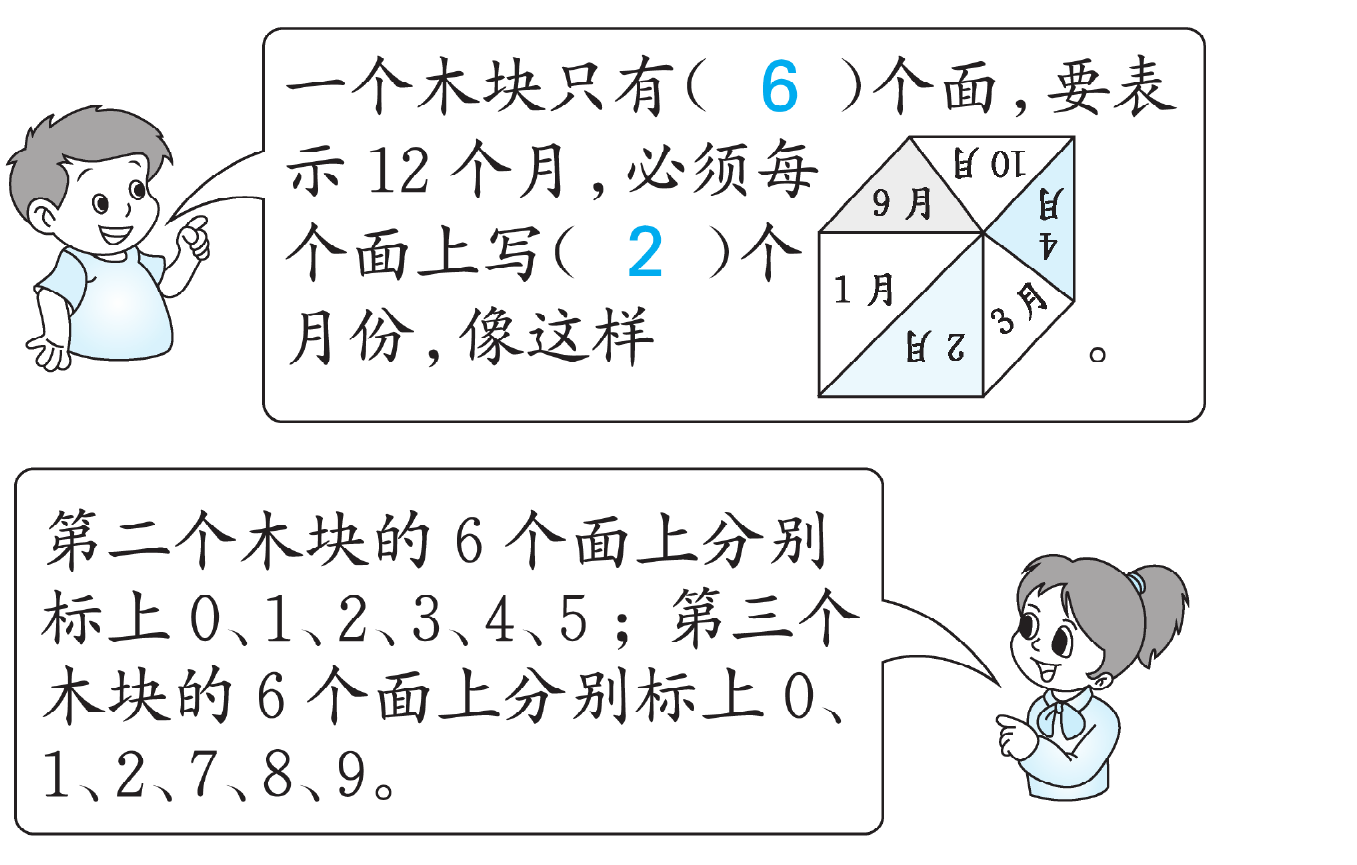 一个木块只有( 6 )个面,要表
示 12 个月,必须每
个面上写( 2 )个
月份,像这样 。
9 月
10 月
4 月
1 月
2 月
3 月
第二个木块的 6 个面上分别
标上 0、1、2、3、4、5 ; 第三个
木块的 6 个面上分别标上 0、
1、2、7、8、9。